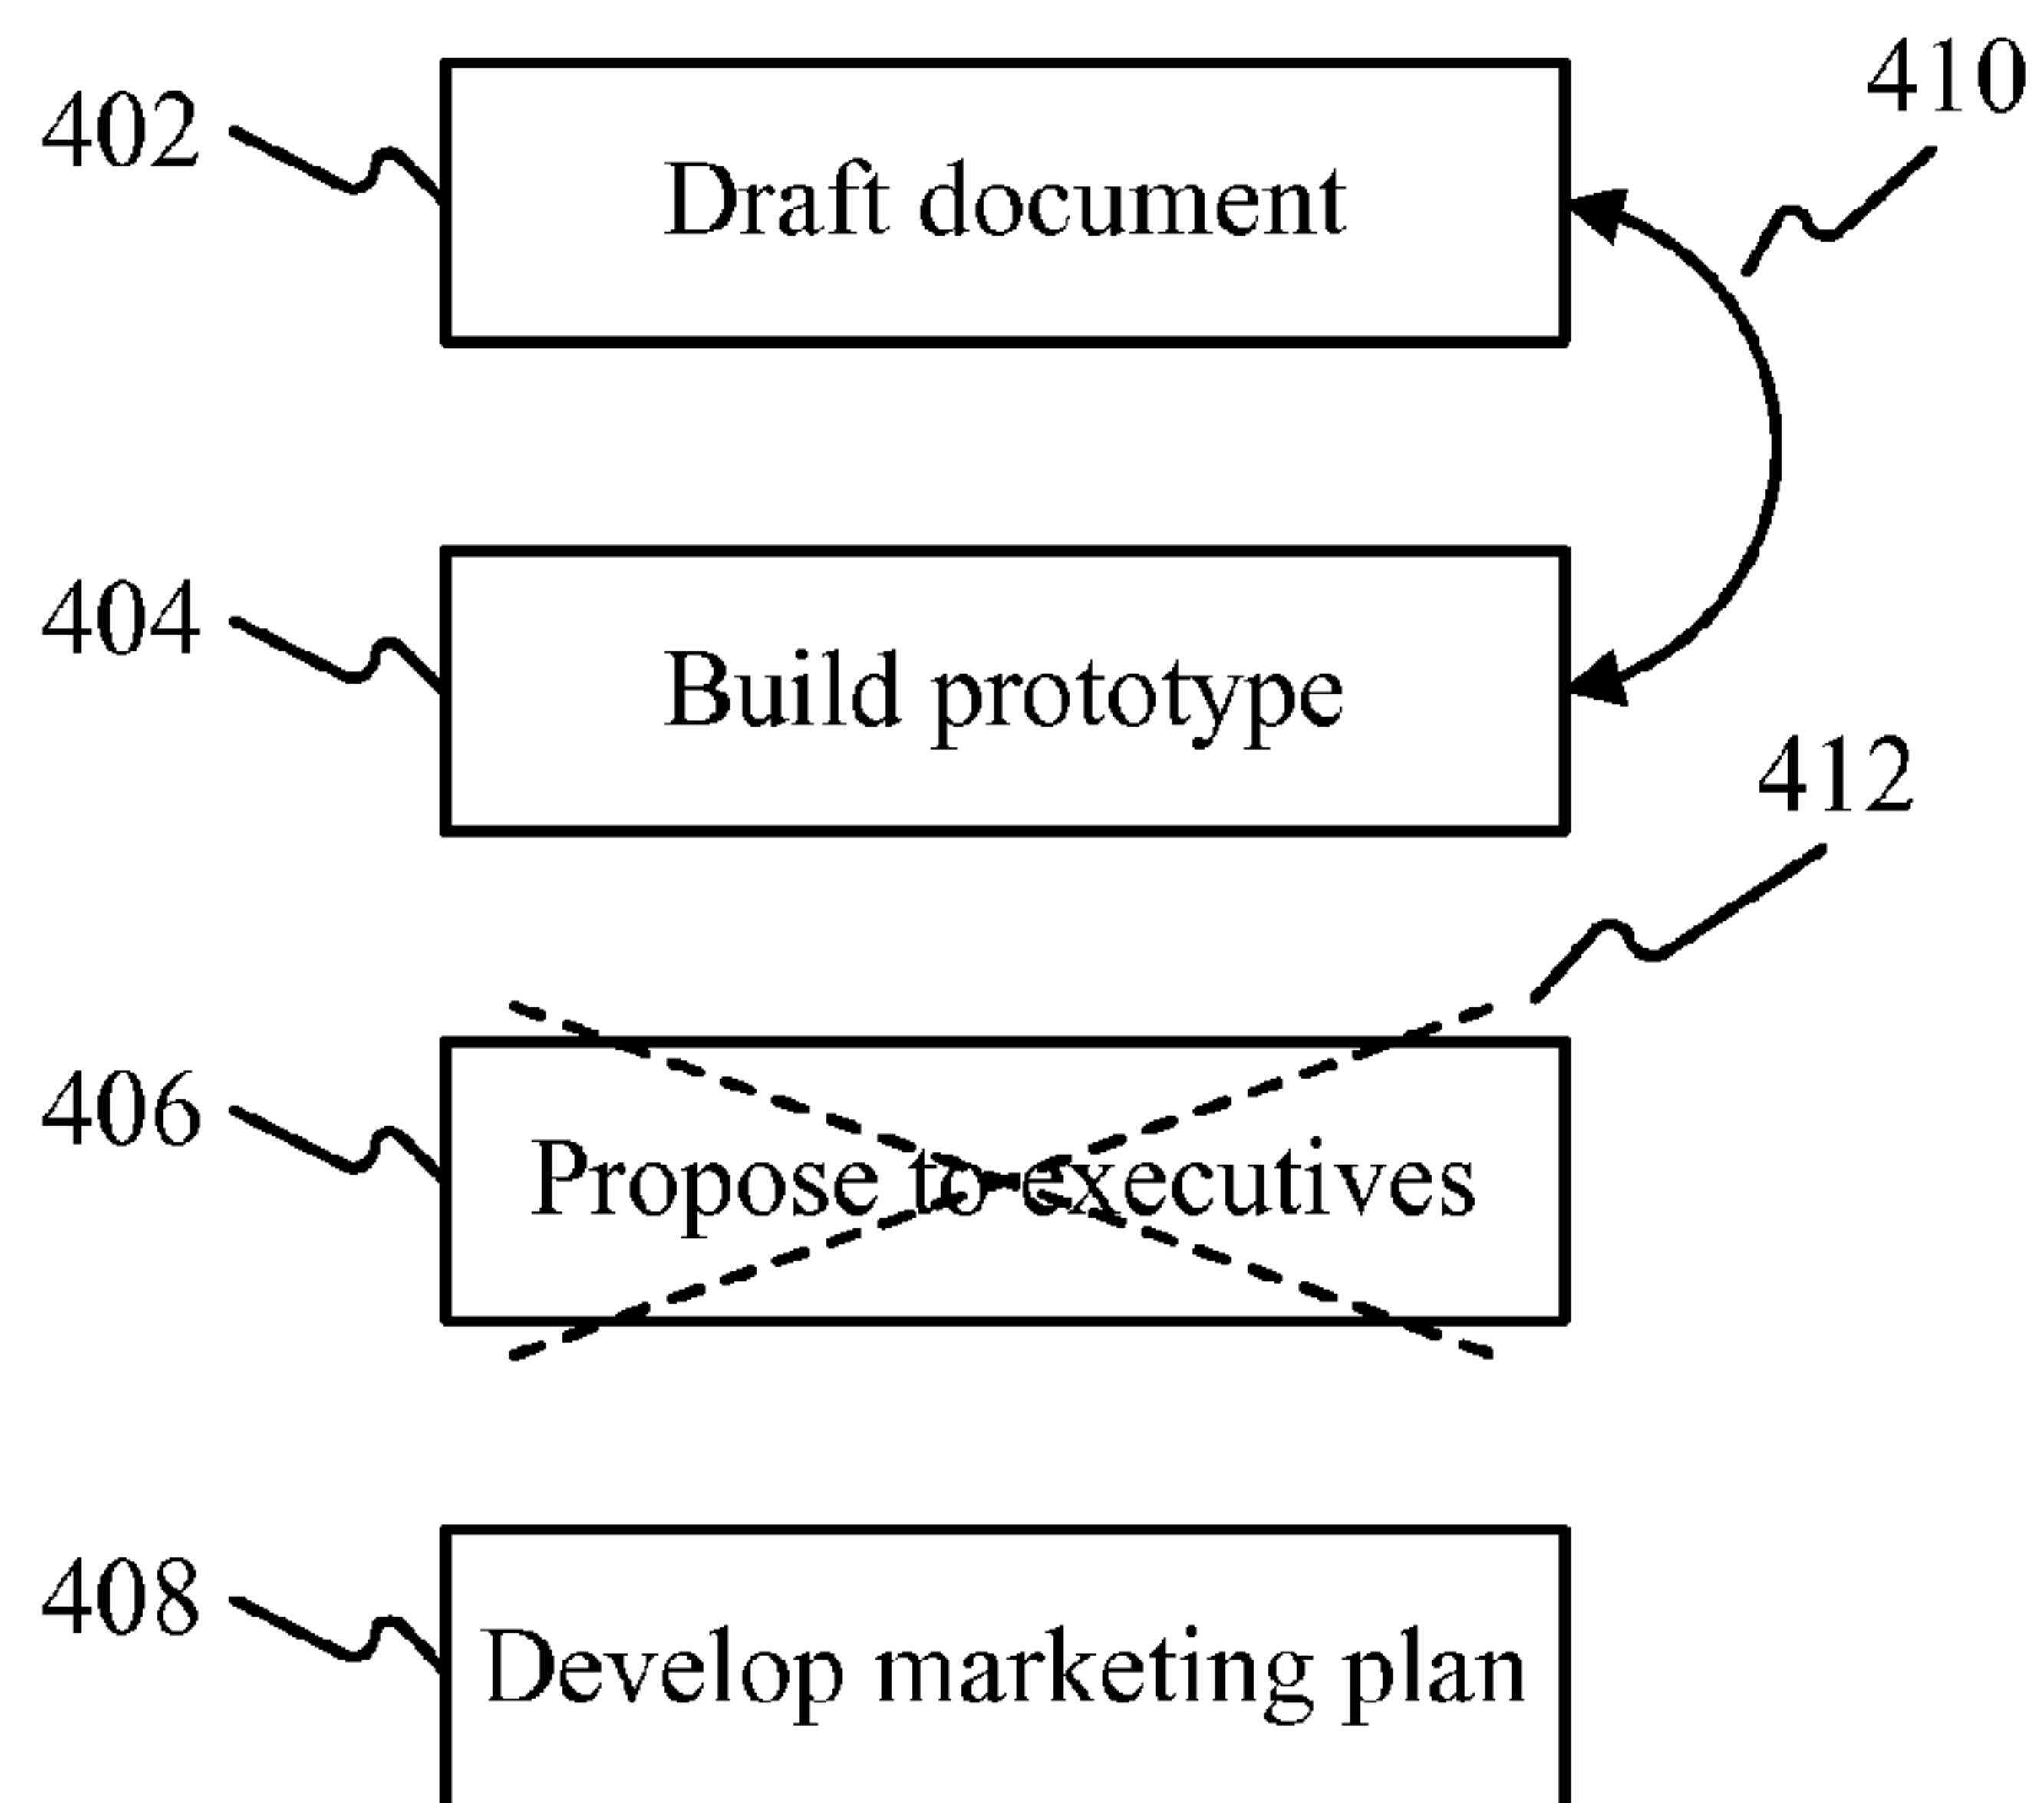 410
402
Draft document
404
Build prototype
412
406
Propose to executives
408
Develop marketing plan